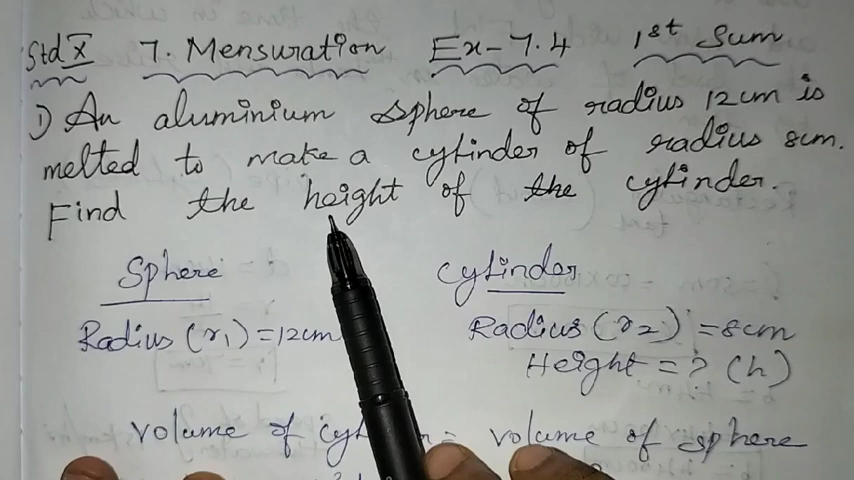 Std X 7. Mensuration Ex-7.4 1st Sum
1) An aluminium sphere of radius 12cm is
melted to make a cylinder of radius 8cm.
Find the height of the cylinder.
Sphere Cylinder
Radius (r1) = 12cm Radius (r2) = 8cm
Height = ? (h)
Volume of = volume of sphere